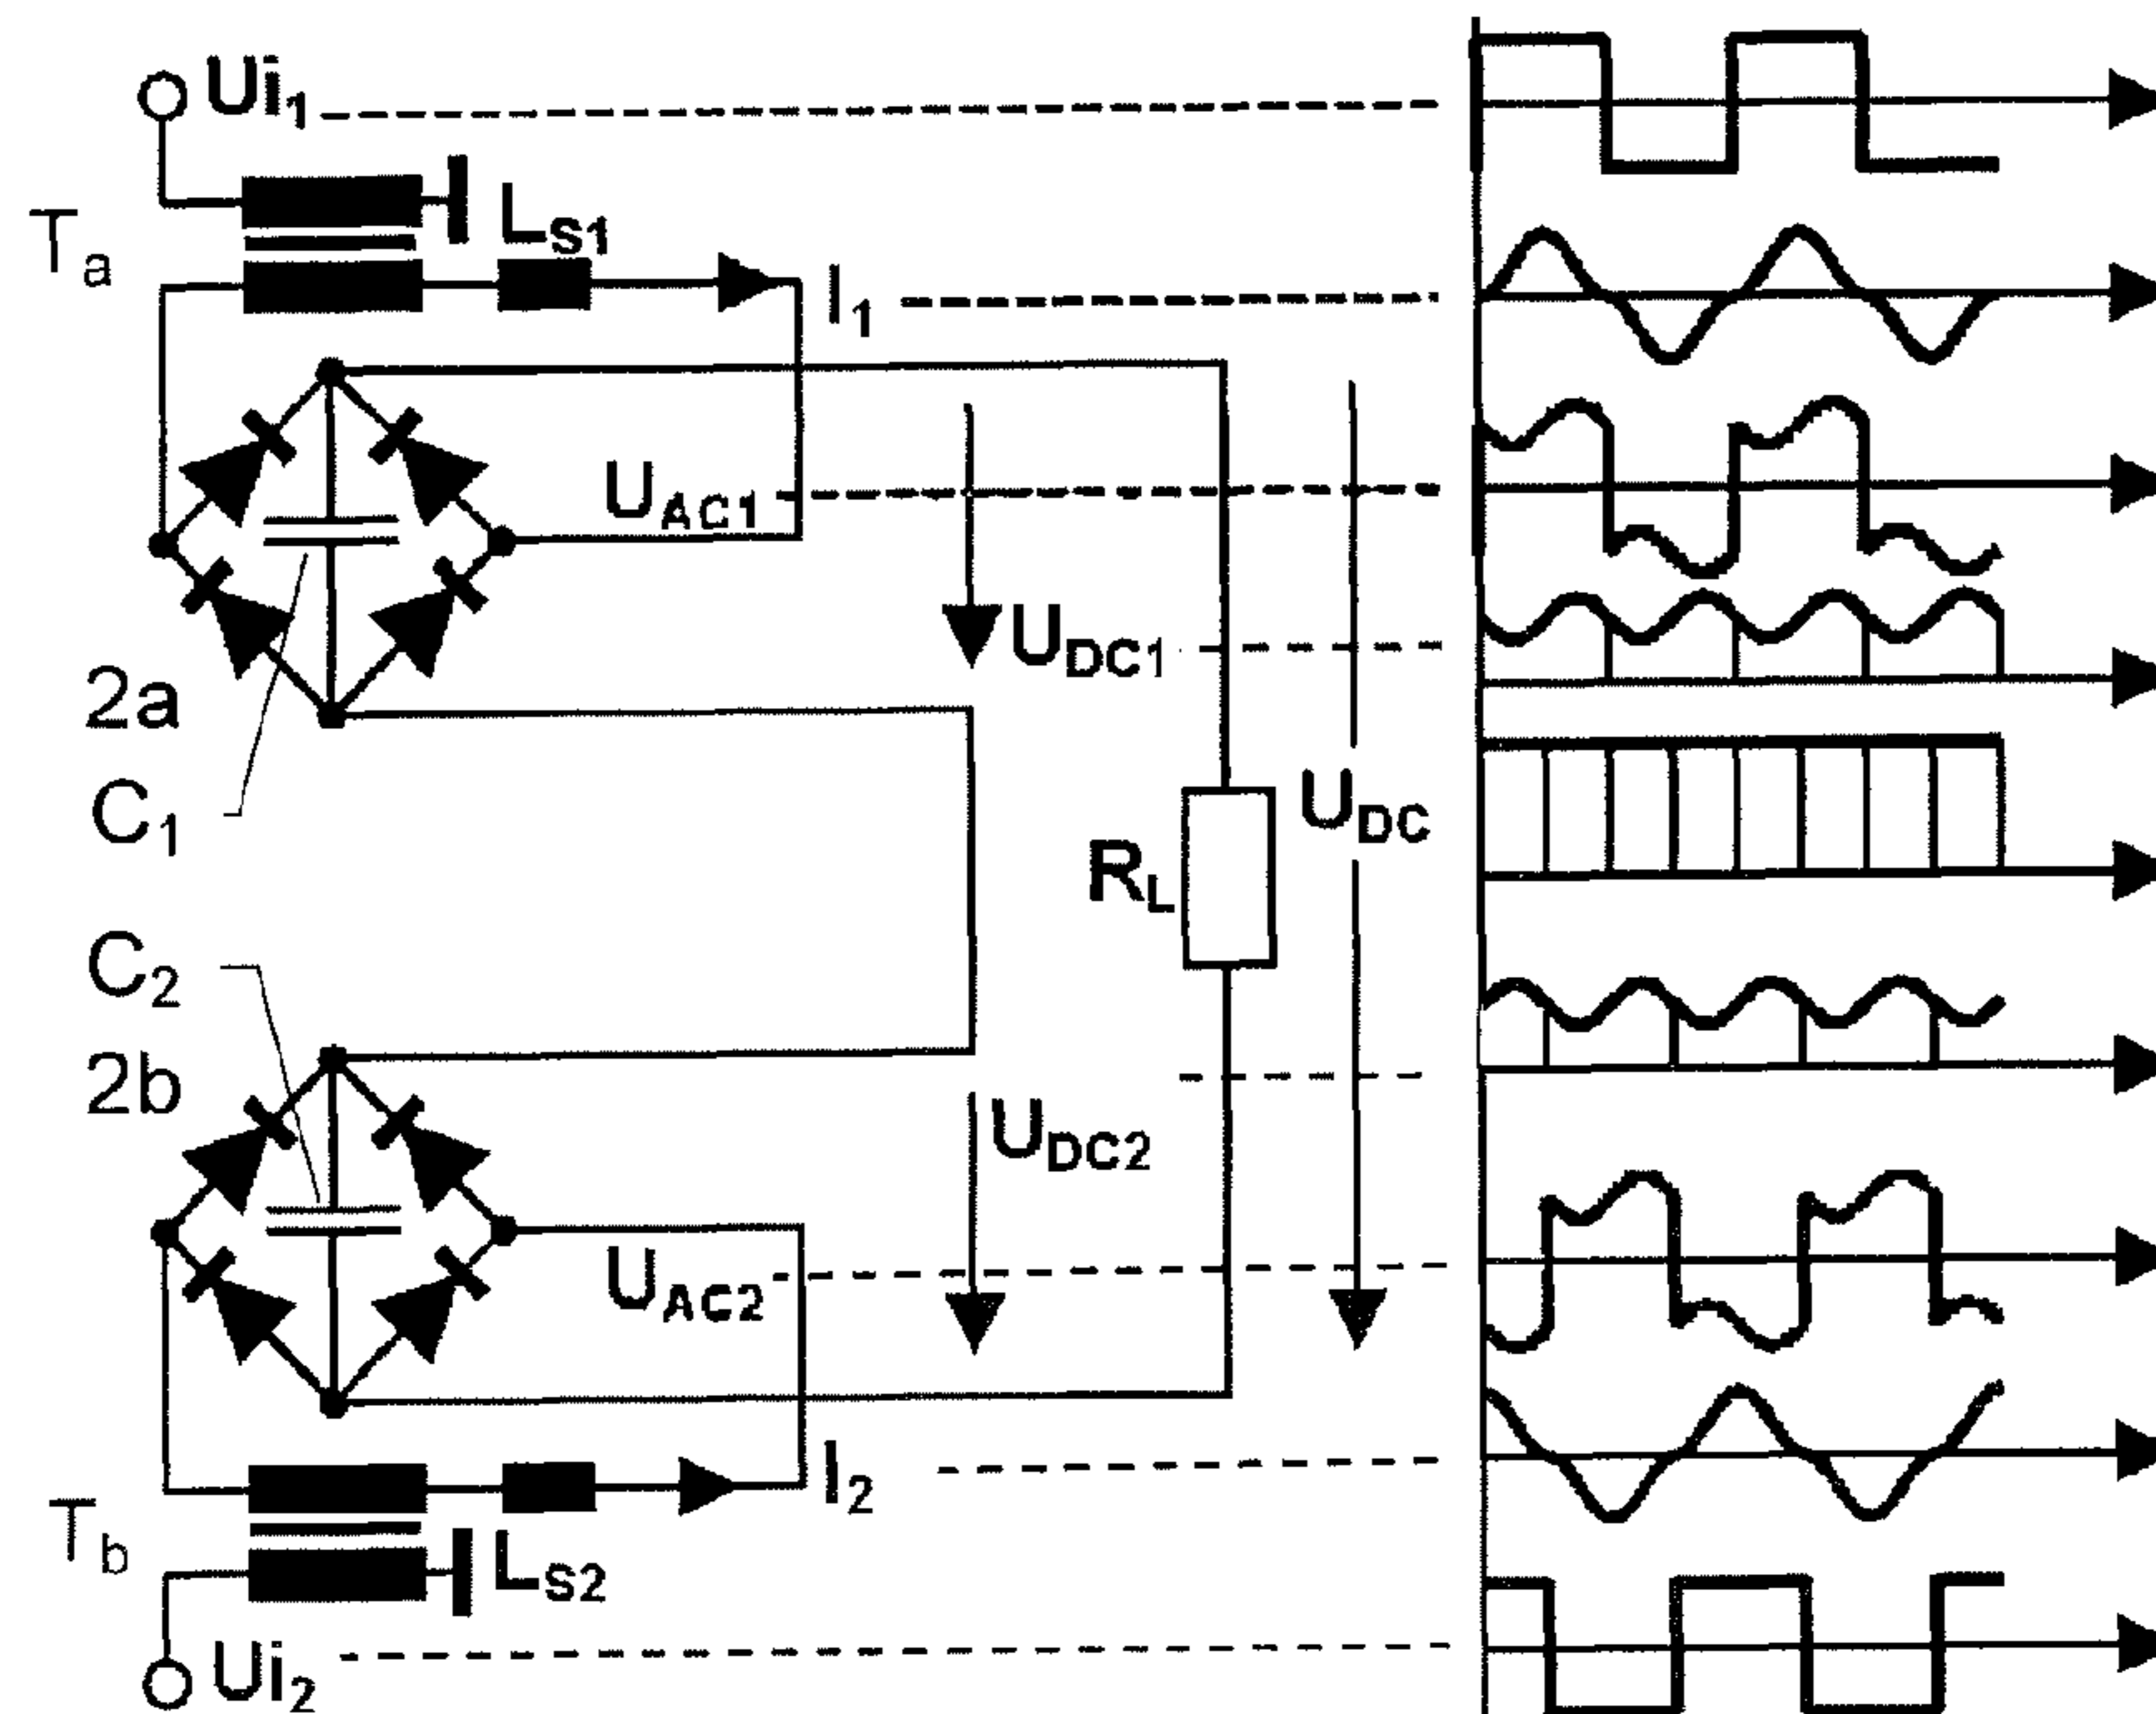 Ui1
Ta
LS1
I1
UAC1
UDC1
2a
C1
UDC
RL
C2
2b
UDC2
UAC2
I2
Tb
LS2
Ui2